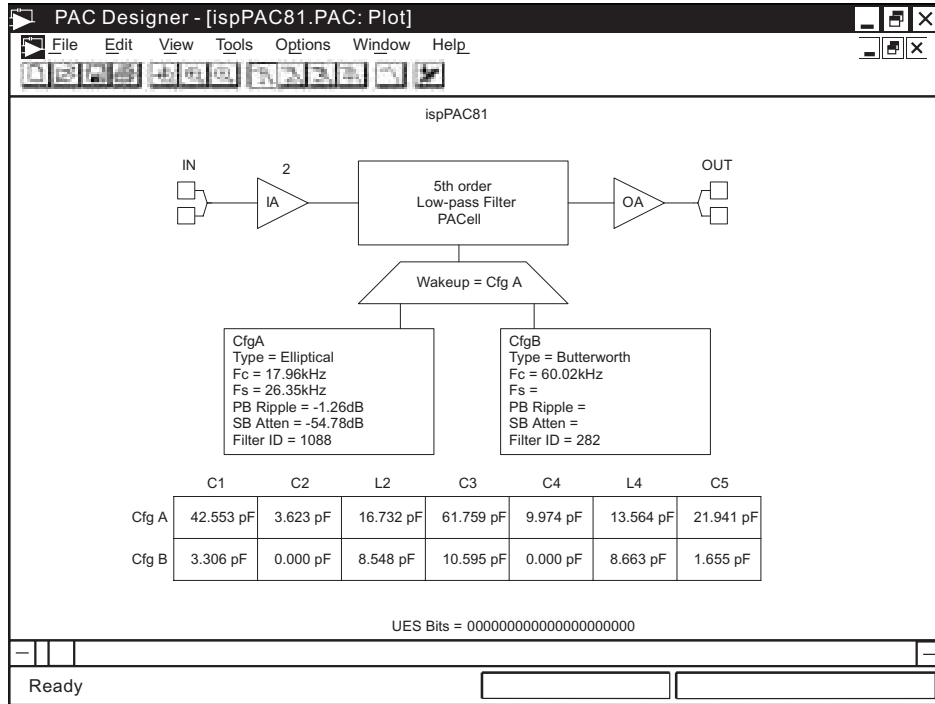 PAC Designer - [ispPAC81.PAC: Plot]
File Edit View Tools Options Window Help
ispPAC81
IN
2
OUT
IA
5th order
Low-pass Filter
PACell
OA
Wakeup = Cfg A
CfgA
Type = Elliptical
Fc = 17.96kHz
Fs = 26.35kHz
PB Ripple = -1.26dB
SB Atten = -54.78dB
Filter ID = 1088
CfgB
Type = Butterworth
Fc = 60.02kHz
Fs =
PB Ripple =
SB Atten =
Filter ID = 282
C1 C2 L2 C3 C4 L4 C5
Cfg A 42.553 pF 3.623 pF 16.732 pF 61.759 pF 9.974 pF 13.564 pF 21.941 pF
Cfg B 3.306 pF 0.000 pF 8.548 pF 10.595 pF 0.000 pF 8.663 pF 1.655 pF
UES Bits = 000000000000000000000
Ready